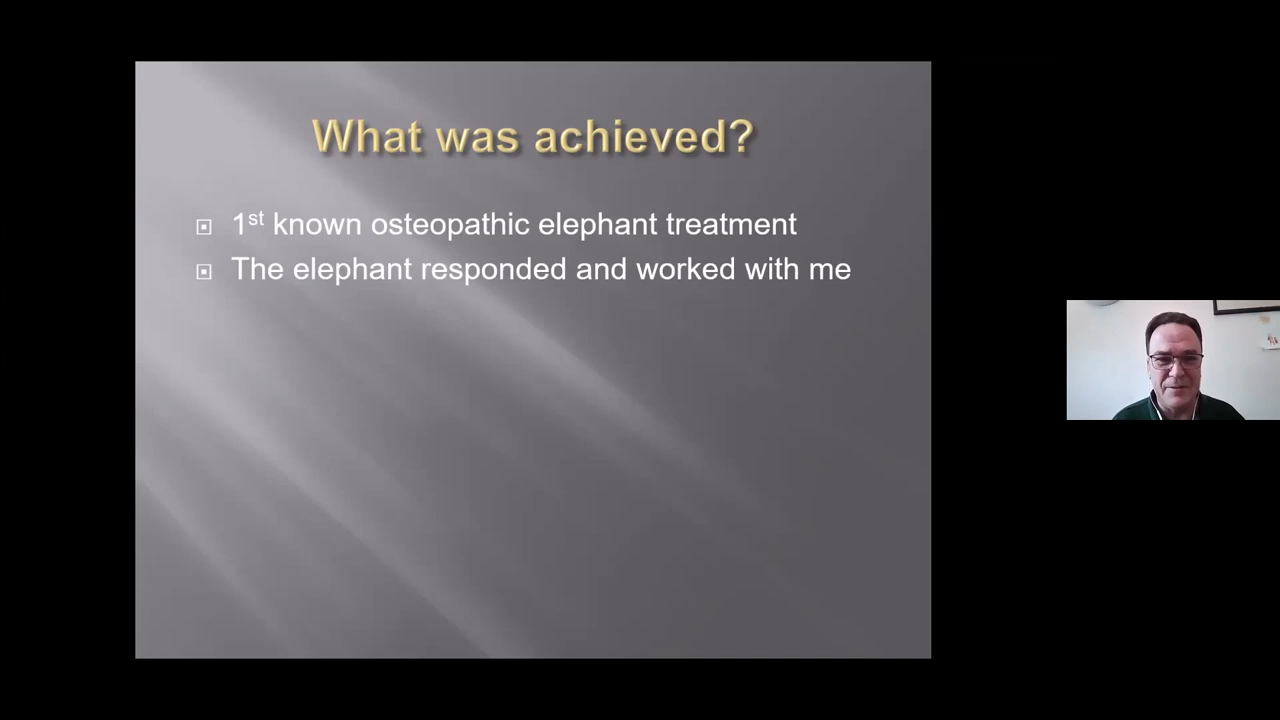 What was achieved?
1st known osteopathic elephant treatment
The elephant responded and worked with me